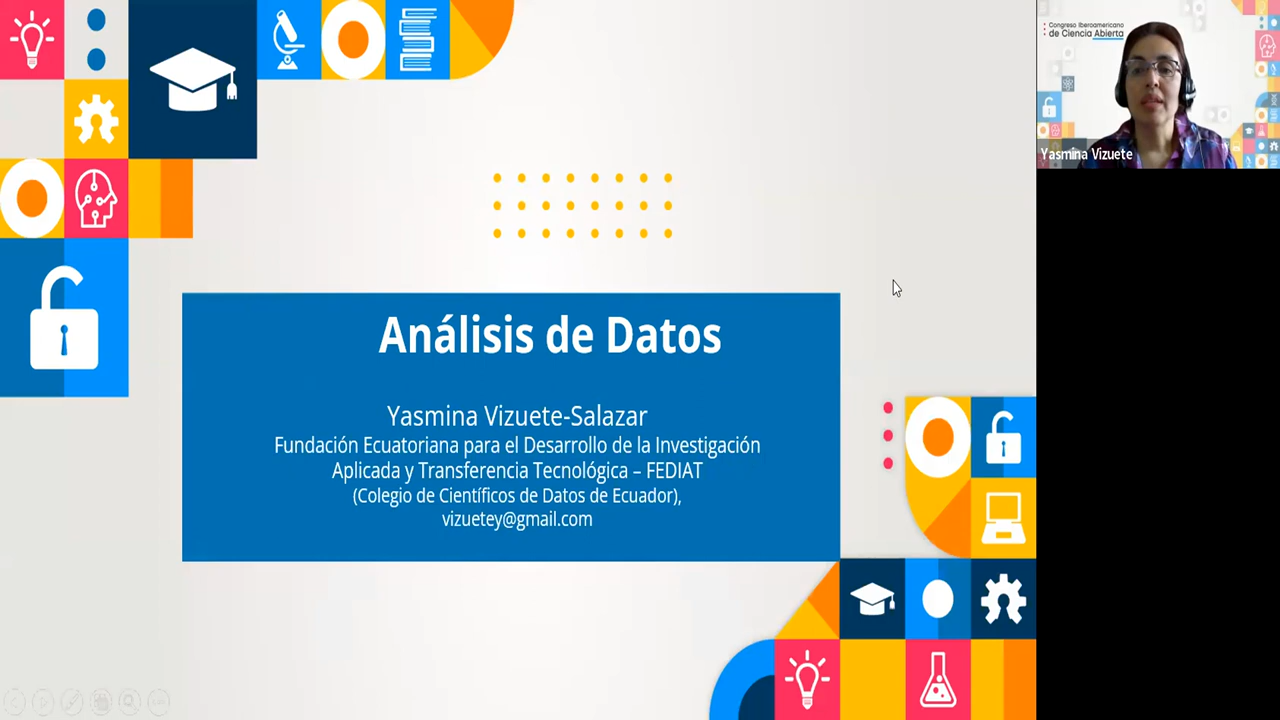 Congreso Iberoamericano
de Ciencia Abierta
Yasmina Vizuete
Análisis de Datos
Yasmina Vizuete-Salazar
Fundación Ecuatoriana para el Desarrollo de la Investigación
Aplicada y Transferencia Tecnológica – FEDIAT
(Colegio de Científicos de Datos de Ecuador),
vizuetey@gmail.com